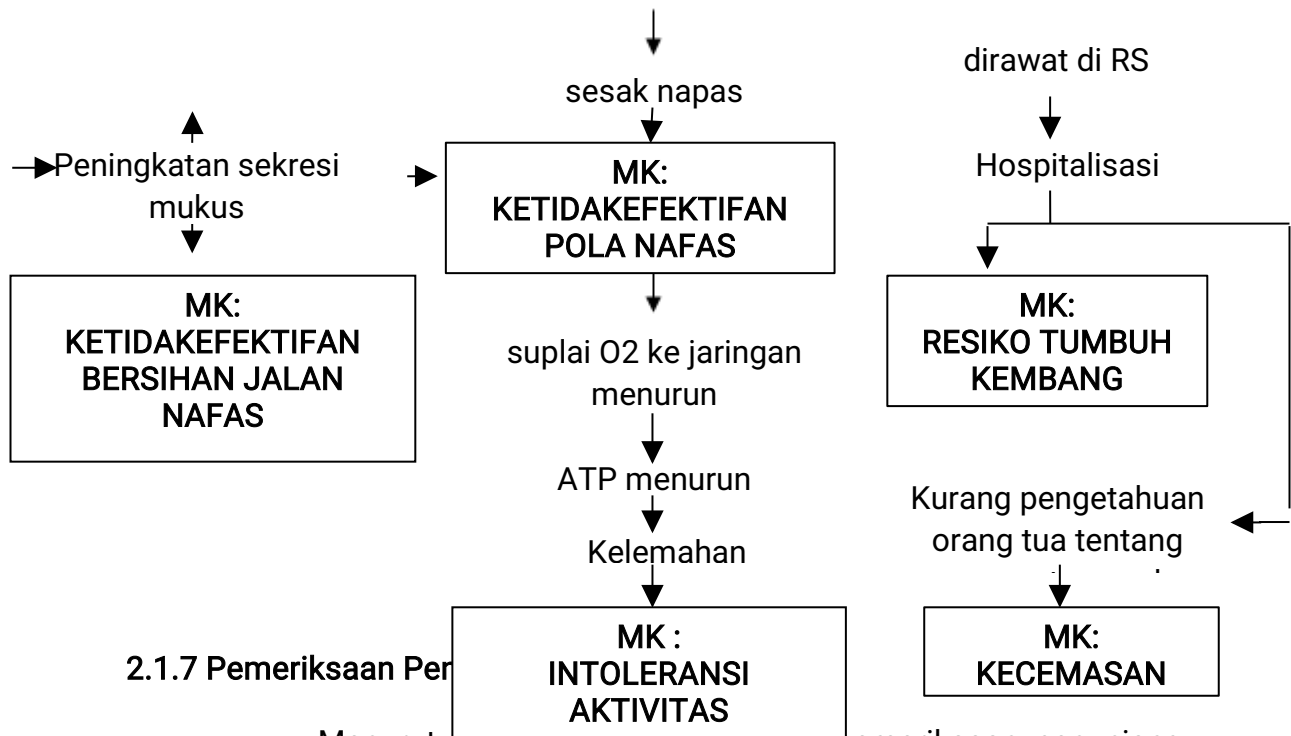 sesak napas
dirawat di RS
Peningkatan sekresi
mukus
MK:
KETIDAKEFEKTIFAN
POLA NAFAS
Hospitalisasi
MK:
KETIDAKEFEKTIFAN
BERSIHAN JALAN
NAFAS
suplai O2 ke jaringan
menurun
MK:
RESIKO TUMBUH
KEMBANG
ATP menurun
Kelemahan
Kurang pengetahuan
orang tua tentang
MK :
INTOLERANSI
AKTIVITAS
MK:
KECEMASAN
2.1.7 Pemeriksaan